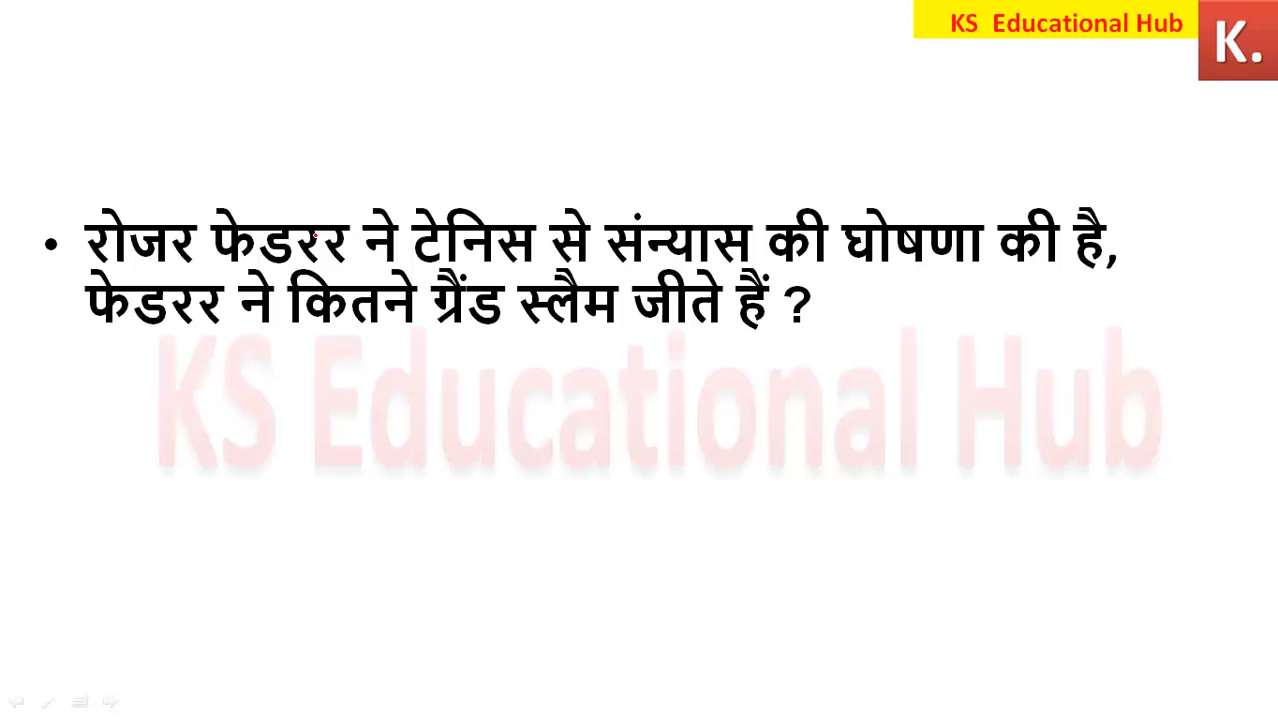 KS Educational Hub
K.
• रोजर फेडरर ने टेनिस से संन्यास की घोषणा की है,
फेडरर ने कितने ग्रैंड स्लैम जीते हैं ?
KS Educational Hub